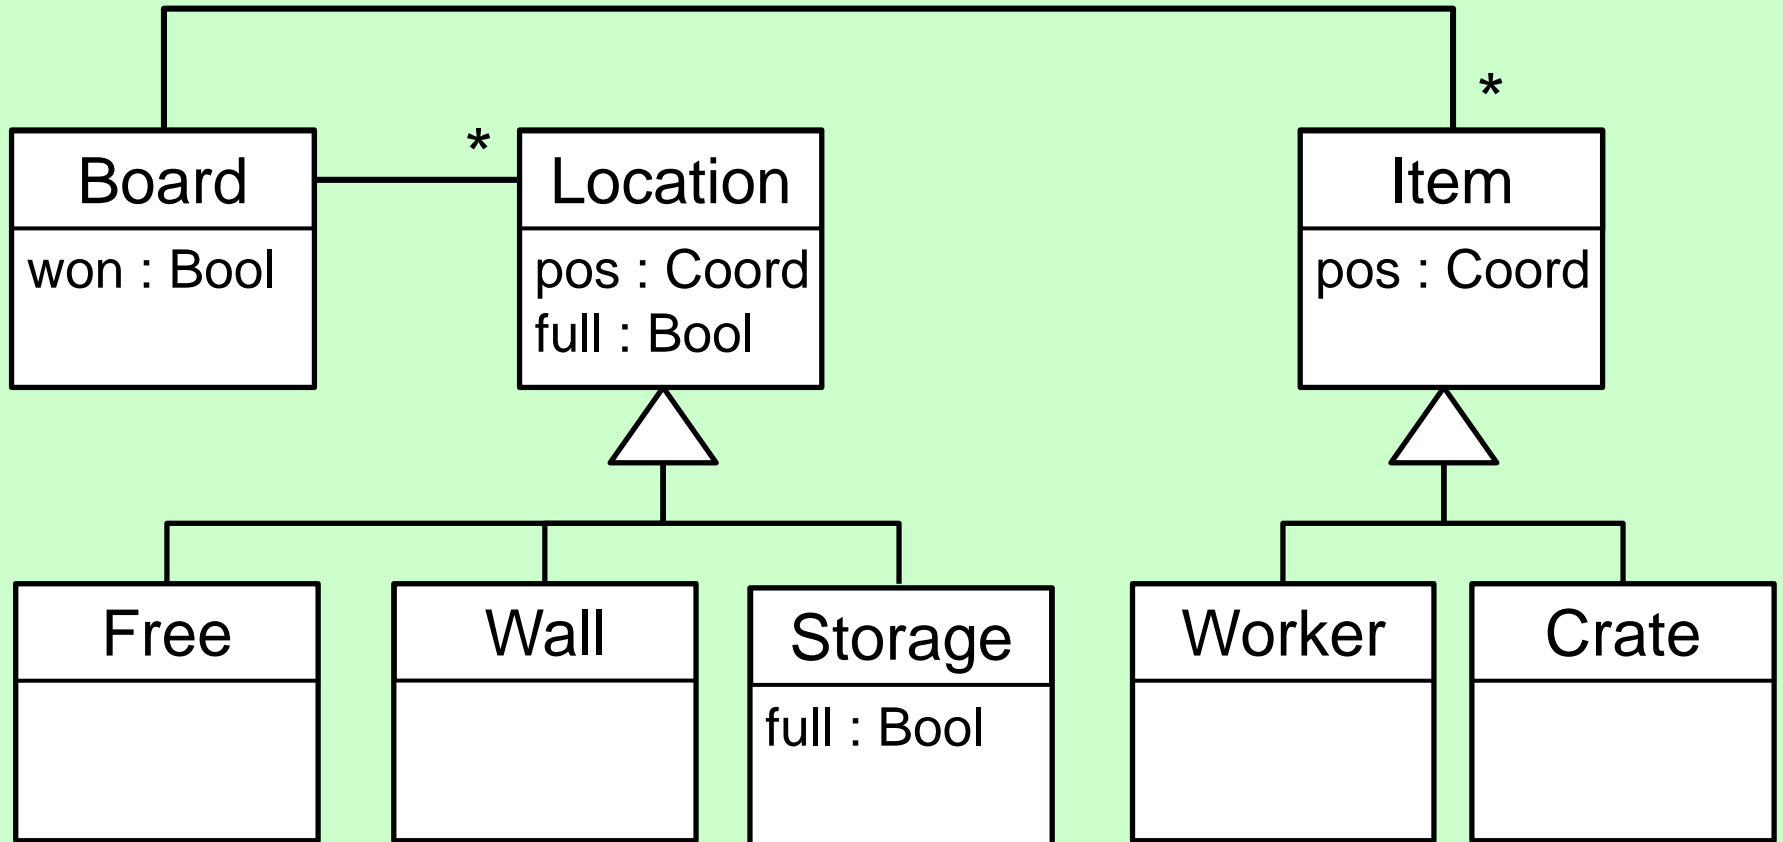 *
Board
won : Bool
*
Location
pos : Coord
full : Bool
Item
pos : Coord
Free
Wall
Storage
full : Bool
Worker
Crate